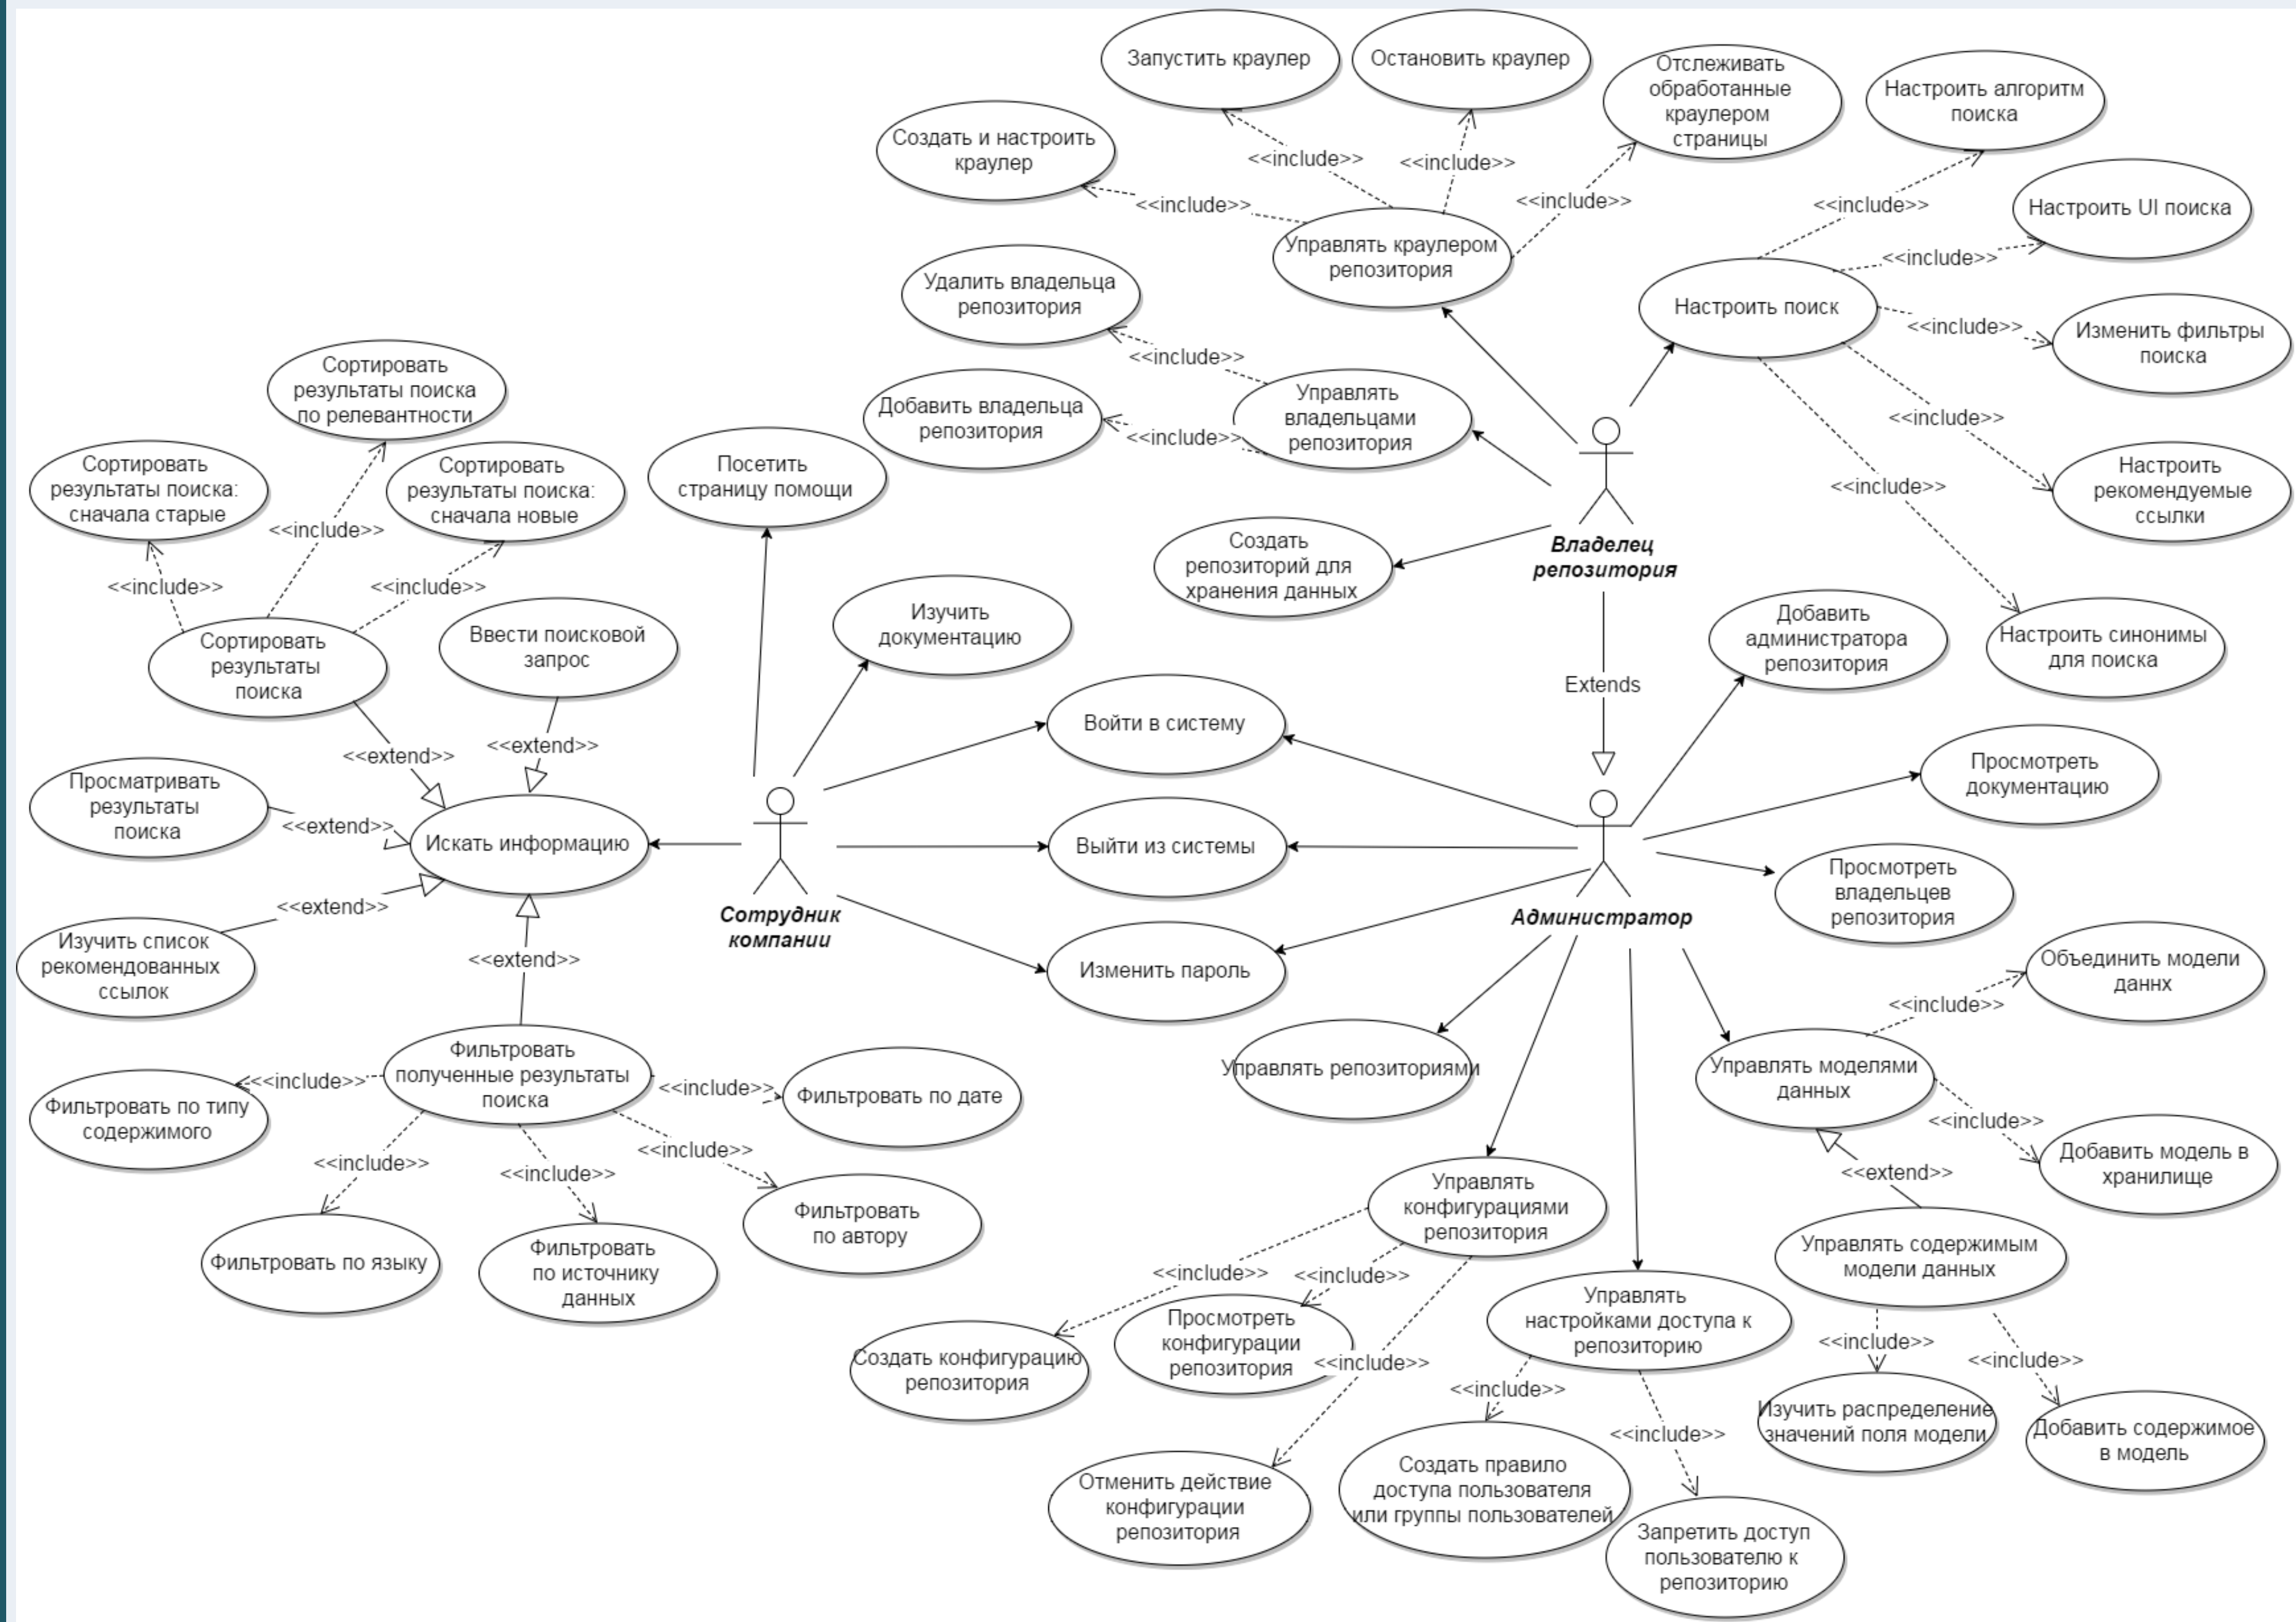 Запустить краулер
Остановить краулер
Отслеживать
обработанные
краулером
страницы
Настроить алгоритм
поиска
Создать и настроить
краулер
<<include>>
<<include>>
<<include>>
<<include>>
<<include>>
Настроить UI поиска
Управлять краулером
репозитория
<<include>>
Удалить владельца
репозитория
Настроить поиск
<<include>>
Изменить фильтры
поиска
<<include>>
Добавить владельца
репозитория
<<include>>
Управлять
владельцами
репозитория
<<include>>
Настроить
рекомендуемые
ссылки
<<include>>
Настроить синонимы
для поиска
Владелец
репозитория
Создать
репозиторий для
хранения данных
Extends
Сортировать
результаты поиска
по релевантности
Сортировать
результаты поиска:
сначала старые
Сортировать
результаты поиска:
сначала новые
<<include>>
<<include>>
<<include>>
Сортировать
результаты
поиска
Ввести поисковой
запрос
Посетить
страницу помощи
Изучить
документацию
<<extend>>
<<extend>>
Просматривать
результаты
поиска
<<extend>>
Искать информацию
<<extend>>
Изучить список
рекомендованных
ссылок
<<extend>>
Сотрудник
компании
Войти в систему
Выйти из системы
Изменить пароль
Администратор
Добавить
администратора
репозитория
Просмотреть
документацию
Просмотреть
владельцев
репозитория
Фильтровать
полученные результаты
поиска
<<include>>
Фильтровать по типу
содержимого
<<include>>
Фильтровать по дате
<<include>>
<<include>>
<<include>>
Фильтровать по языку
Фильтровать
по источнику
данных
Фильтровать
по автору
Управлять репозиториями
Управлять моделями
данных
<<include>>
Объединить модели
даннх
<<include>>
Добавить модель в
хранилище
<<extend>>
Управлять содержимым
модели данных
<<include>>
<<include>>
Изучить распределение
значений поля модели
Добавить содержимое
в модель
Управлять
конфигурациями
репозитория
<<include>>
<<include>>
<<include>>
Создать конфигурацию
репозитория
Просмотреть
конфигурации
репозитория
Отменить действие
конфигурации
репозитория
Управлять
настройками доступа к
репозиторию
<<include>>
<<include>>
Создать правило
доступа пользователя
или группы пользователей
Запретить доступ
пользователю к
репозиторию